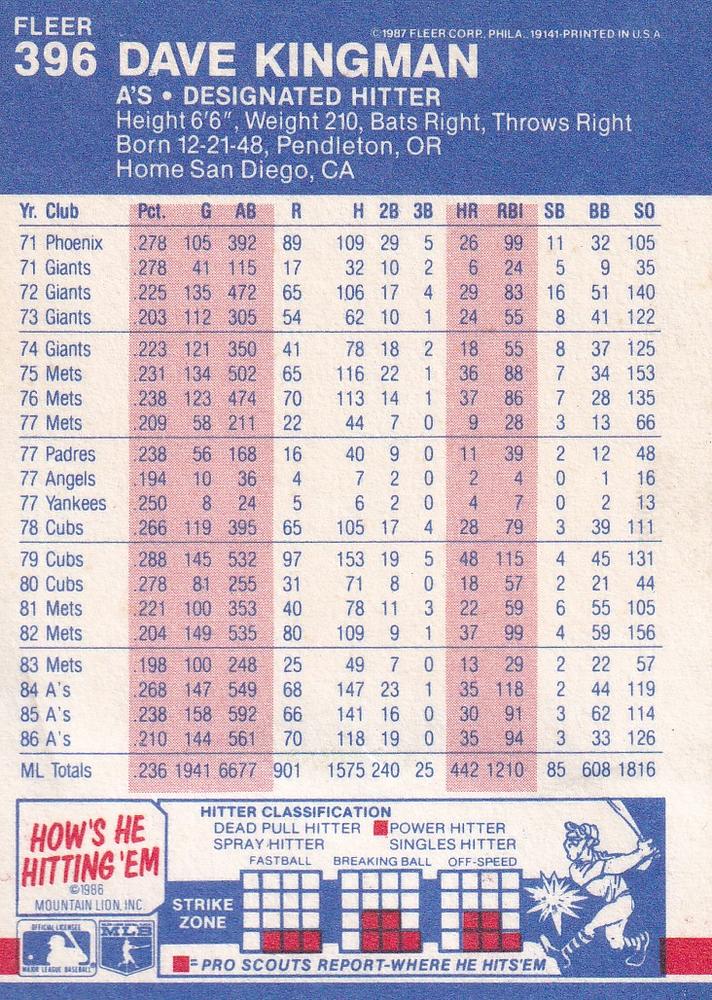 FLEER
©1987 FLEER CORP. PHILA. 19141-PRINTED IN U.S.A.
396 DAVE KINGMAN
A'S • DESIGNATED HITTER
Height 6'6", Weight 210, Bats Right, Throws Right
Born 12-21-48, Pendleton, OR
Home San Diego, CA
Yr. Club Pct. G AB R H 2B 3B HR RBI SB BB SO
71 Phoenix .278 105 392 89 109 29 5 26 99 11 32 105
71 Giants .278 41 115 17 32 10 2 6 24 5 9 35
72 Giants .225 135 472 65 106 17 4 29 83 16 51 140
73 Giants .203 112 305 54 62 10 1 24 55 8 41 122
74 Giants .223 121 350 41 78 18 2 18 55 8 37 125
75 Mets .231 134 502 65 116 22 1 36 88 7 34 153
76 Mets .238 123 474 70 113 14 1 37 86 7 28 135
77 Mets .209 58 211 22 44 7 0 9 28 3 13 66
77 Padres .238 56 168 16 40 9 0 11 39 2 12 48
77 Angels .194 10 36 4 7 2 0 2 4 0 1 16
77 Yankees .250 8 24 5 6 2 0 4 7 0 2 13
78 Cubs .266 119 395 65 105 17 4 28 79 3 39 111
79 Cubs .288 145 532 97 153 19 5 48 115 4 45 131
80 Cubs .278 81 255 31 71 8 0 18 57 2 21 44
81 Mets .221 100 353 40 78 11 3 22 59 6 55 105
82 Mets .204 149 535 80 109 9 1 37 99 4 59 156
83 Mets .198 100 248 25 49 7 0 13 29 2 22 57
84 A's .268 147 549 68 147 23 1 35 118 2 44 119
85 A's .238 158 592 66 141 16 0 30 91 3 62 114
86 A's .210 144 561 70 118 19 0 35 94 3 33 126
ML Totals .236 1941 6677 901 1575 240 25 442 1210 85 608 1816
HOW'S HE
HITTING 'EM
©1986
MOUNTAIN LION, INC.
HITTER CLASSIFICATION
DEAD PULL HITTER POWER HITTER
SPRAY HITTER SINGLES HITTER
FASTBALL BREAKING BALL OFF-SPEED
STRIKE
ZONE
=PRO SCOUTS REPORT-WHERE HE HITS'EM
OFFICIAL LICENSEE
MAJOR LEAGUE BASEBALL
MLB